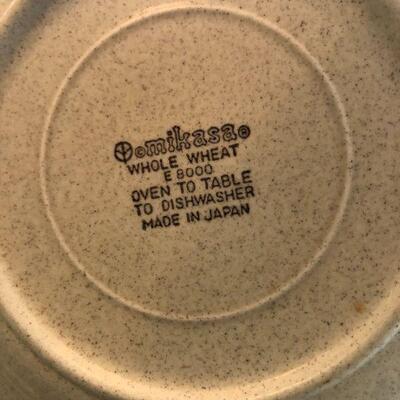 ©mikasa®
WHOLE WHEAT
E 8000
OVEN TO TABLE
TO DISHWASHER
MADE IN JAPAN